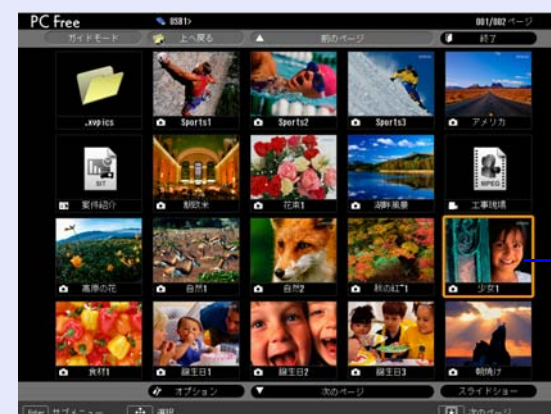 PC Free 0SB1> 001/002 ページ
ガイドモード 上へ戻る 前のページ 終了
.xvpics Sports1 Sports2 Sports3 アメリカ
SIT MPEG
案件紹介 花束1 湖畔風景 工事現場
高原の花 自然1 自然2 秋の紅~1 少女1
食材1 誕生日1 誕生日2 誕生日3 朝焼け
オプション 次のページ スライドショー
Enter サブメニュー 選択 次のページ